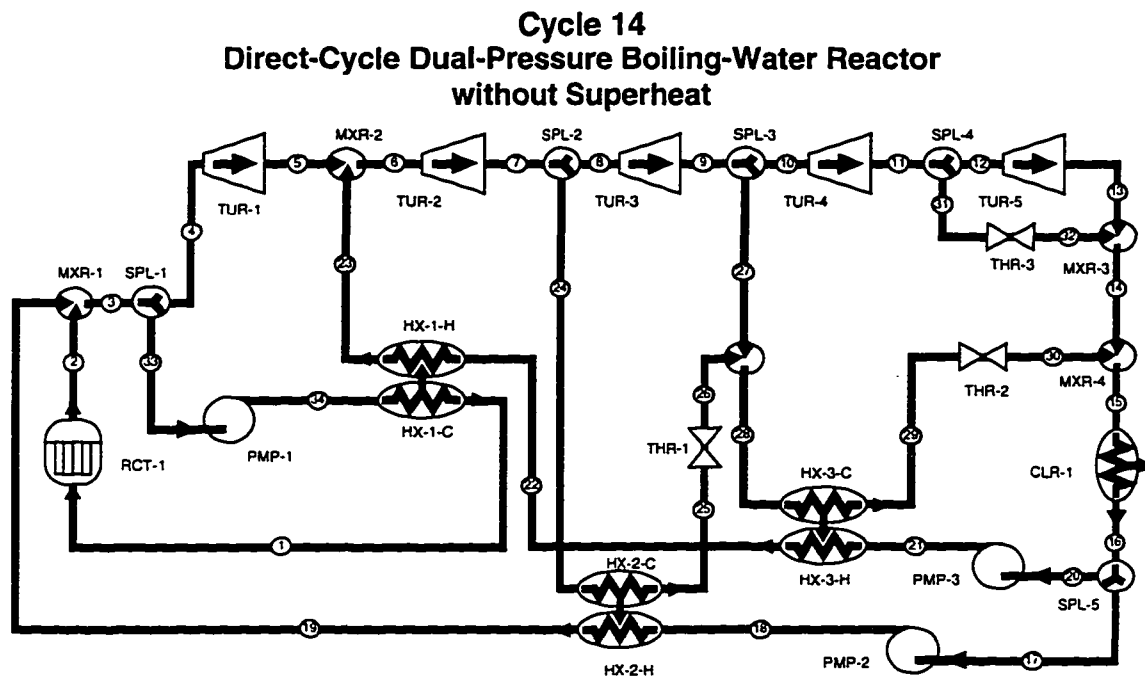 Cycle 14
Direct-Cycle Dual-Pressure Boiling-Water Reactor
without Superheat
MXR-2
SPL-2
SPL-3
SPL-4
5
6
7
8
9
10
11
12
TUR-1
TUR-2
TUR-3
TUR-4
TUR-5
13
31
32
THR-3
MXR-3
4
23
24
27
MXR-1
SPL-1
3
14
HX-1-H
2
33
30
THR-2
MXR-4
26
15
34
PMP-1
HX-1-C
THR-1
28
29
RCT-1
CLR-1
22
HX-3-C
25
1
21
16
HX-2-C
HX-3-H
PMP-3
20
SPL-5
19
18
HX-2-H
PMP-2
17